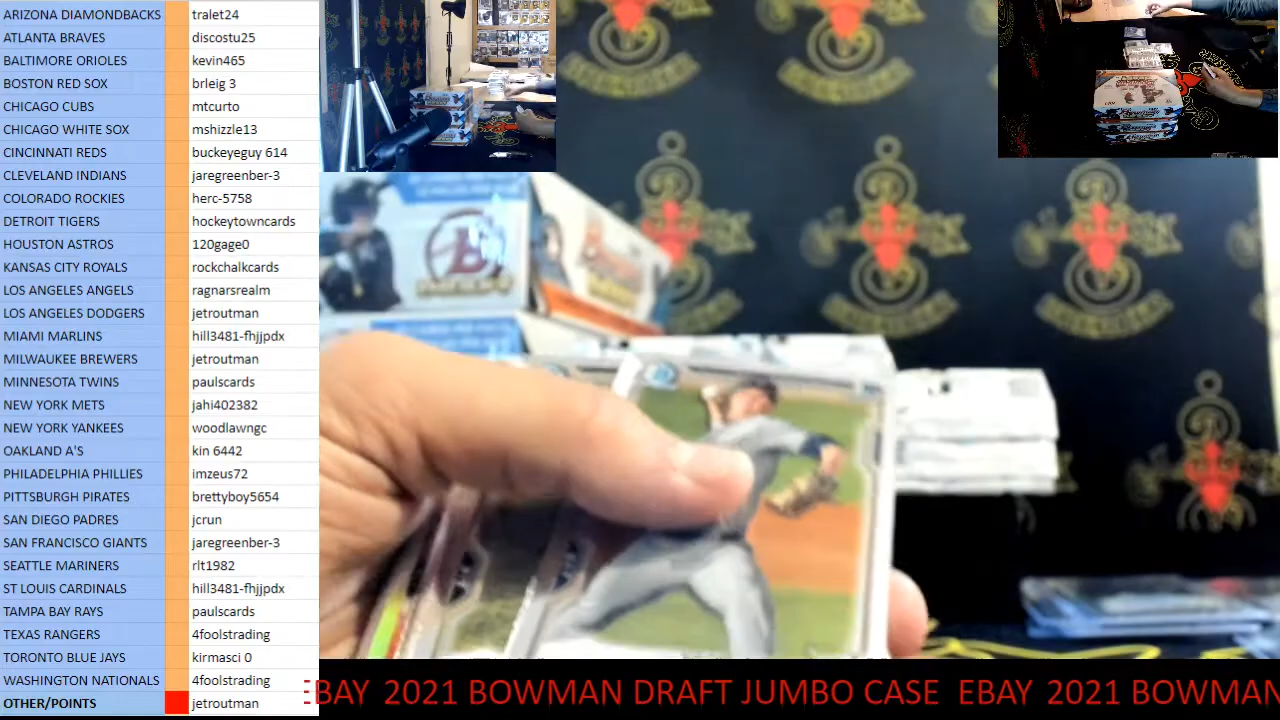 ARIZONA DIAMONDBACKS tralet24
ATLANTA BRAVES discostu25
BALTIMORE ORIOLES kevin465
BOSTON RED SOX brleig 3
CHICAGO CUBS mtcurto
CHICAGO WHITE SOX mshizzle13
CINCINNATI REDS buckeyeguy 614
CLEVELAND INDIANS jaregreenber-3
COLORADO ROCKIES herc-5758
DETROIT TIGERS hockeytowncards
HOUSTON ASTROS 120gage0
KANSAS CITY ROYALS rockchalkcards
LOS ANGELES ANGELS ragnarsrealm
LOS ANGELES DODGERS jetroutman
MIAMI MARLINS hill3481-fhjjpdx
MILWAUKEE BREWERS jetroutman
MINNESOTA TWINS paulscards
NEW YORK METS jahi402382
NEW YORK YANKEES woodlawngc
OAKLAND A'S kin 6442
PHILADELPHIA PHILLIES imzeus72
PITTSBURGH PIRATES brettyboy5654
SAN DIEGO PADRES jcrun
SAN FRANCISCO GIANTS jaregreenber-3
SEATTLE MARINERS rlt1982
ST LOUIS CARDINALS hill3481-fhjjpdx
TAMPA BAY RAYS paulscards
TEXAS RANGERS 4foolstrading
TORONTO BLUE JAYS kirmasci 0
WASHINGTON NATIONALS 4foolstrading
OTHER POINTS jetroutman
EBAY 2021 BOWMAN DRAFT JUMBO CASE EBAY 2021 BOWMAN